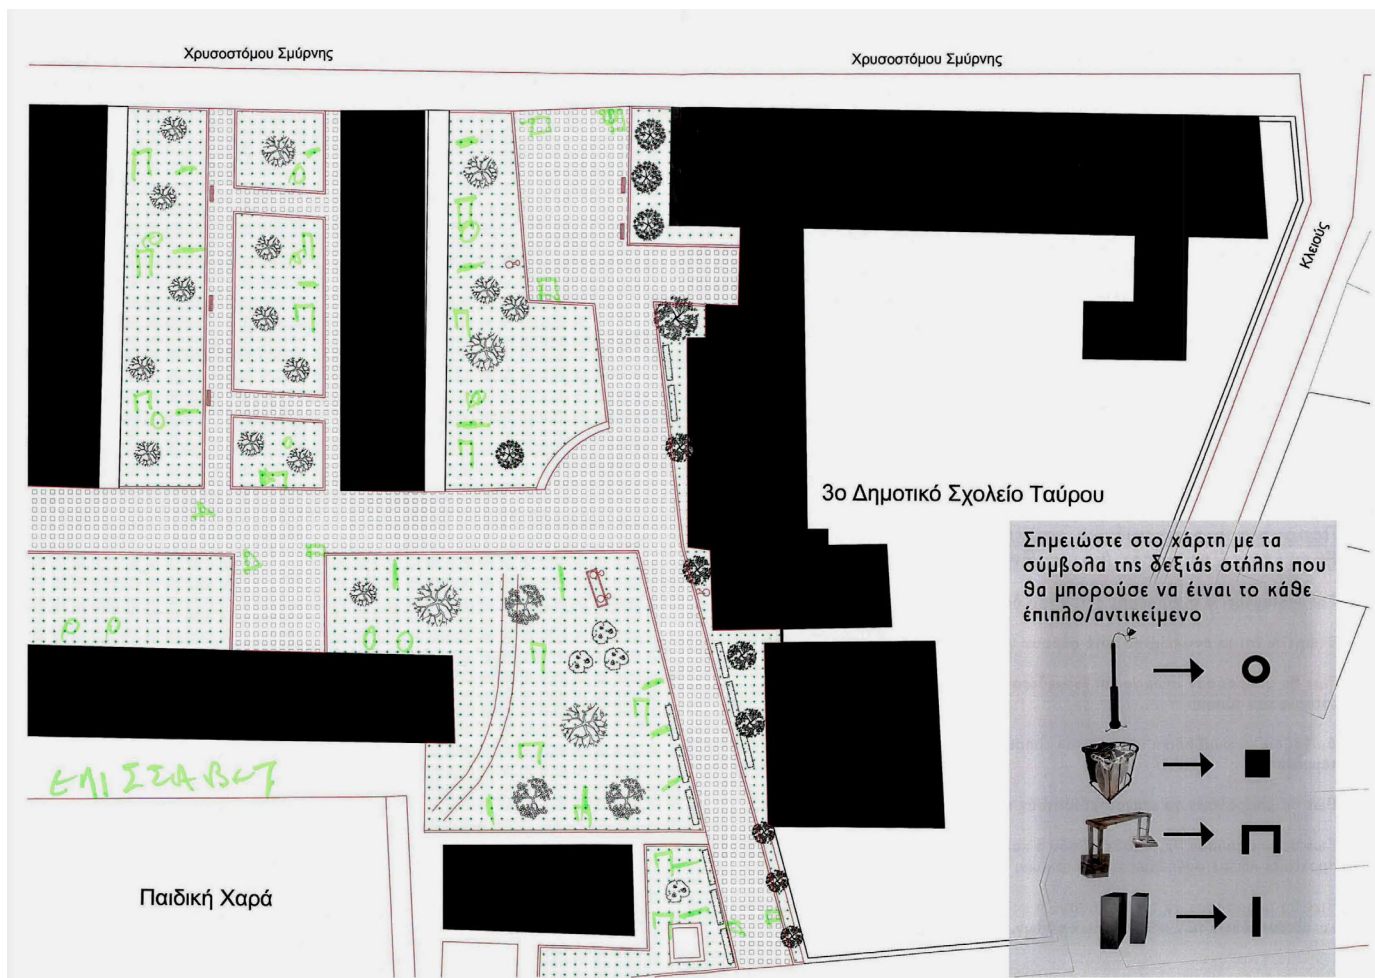 Χρυσοστόμου Σμύρνης
Χρυσοστόμου Σμύρνης
Κλειούς
3ο Δημοτικό Σχολείο Ταύρου
Σημειώστε στο χάρτη με τα
σύμβολα της δεξιάς στήλης που
θα μπορούσε να έιναι το κάθε
έπιπλο/αντικείμενο
Παιδική Χαρά